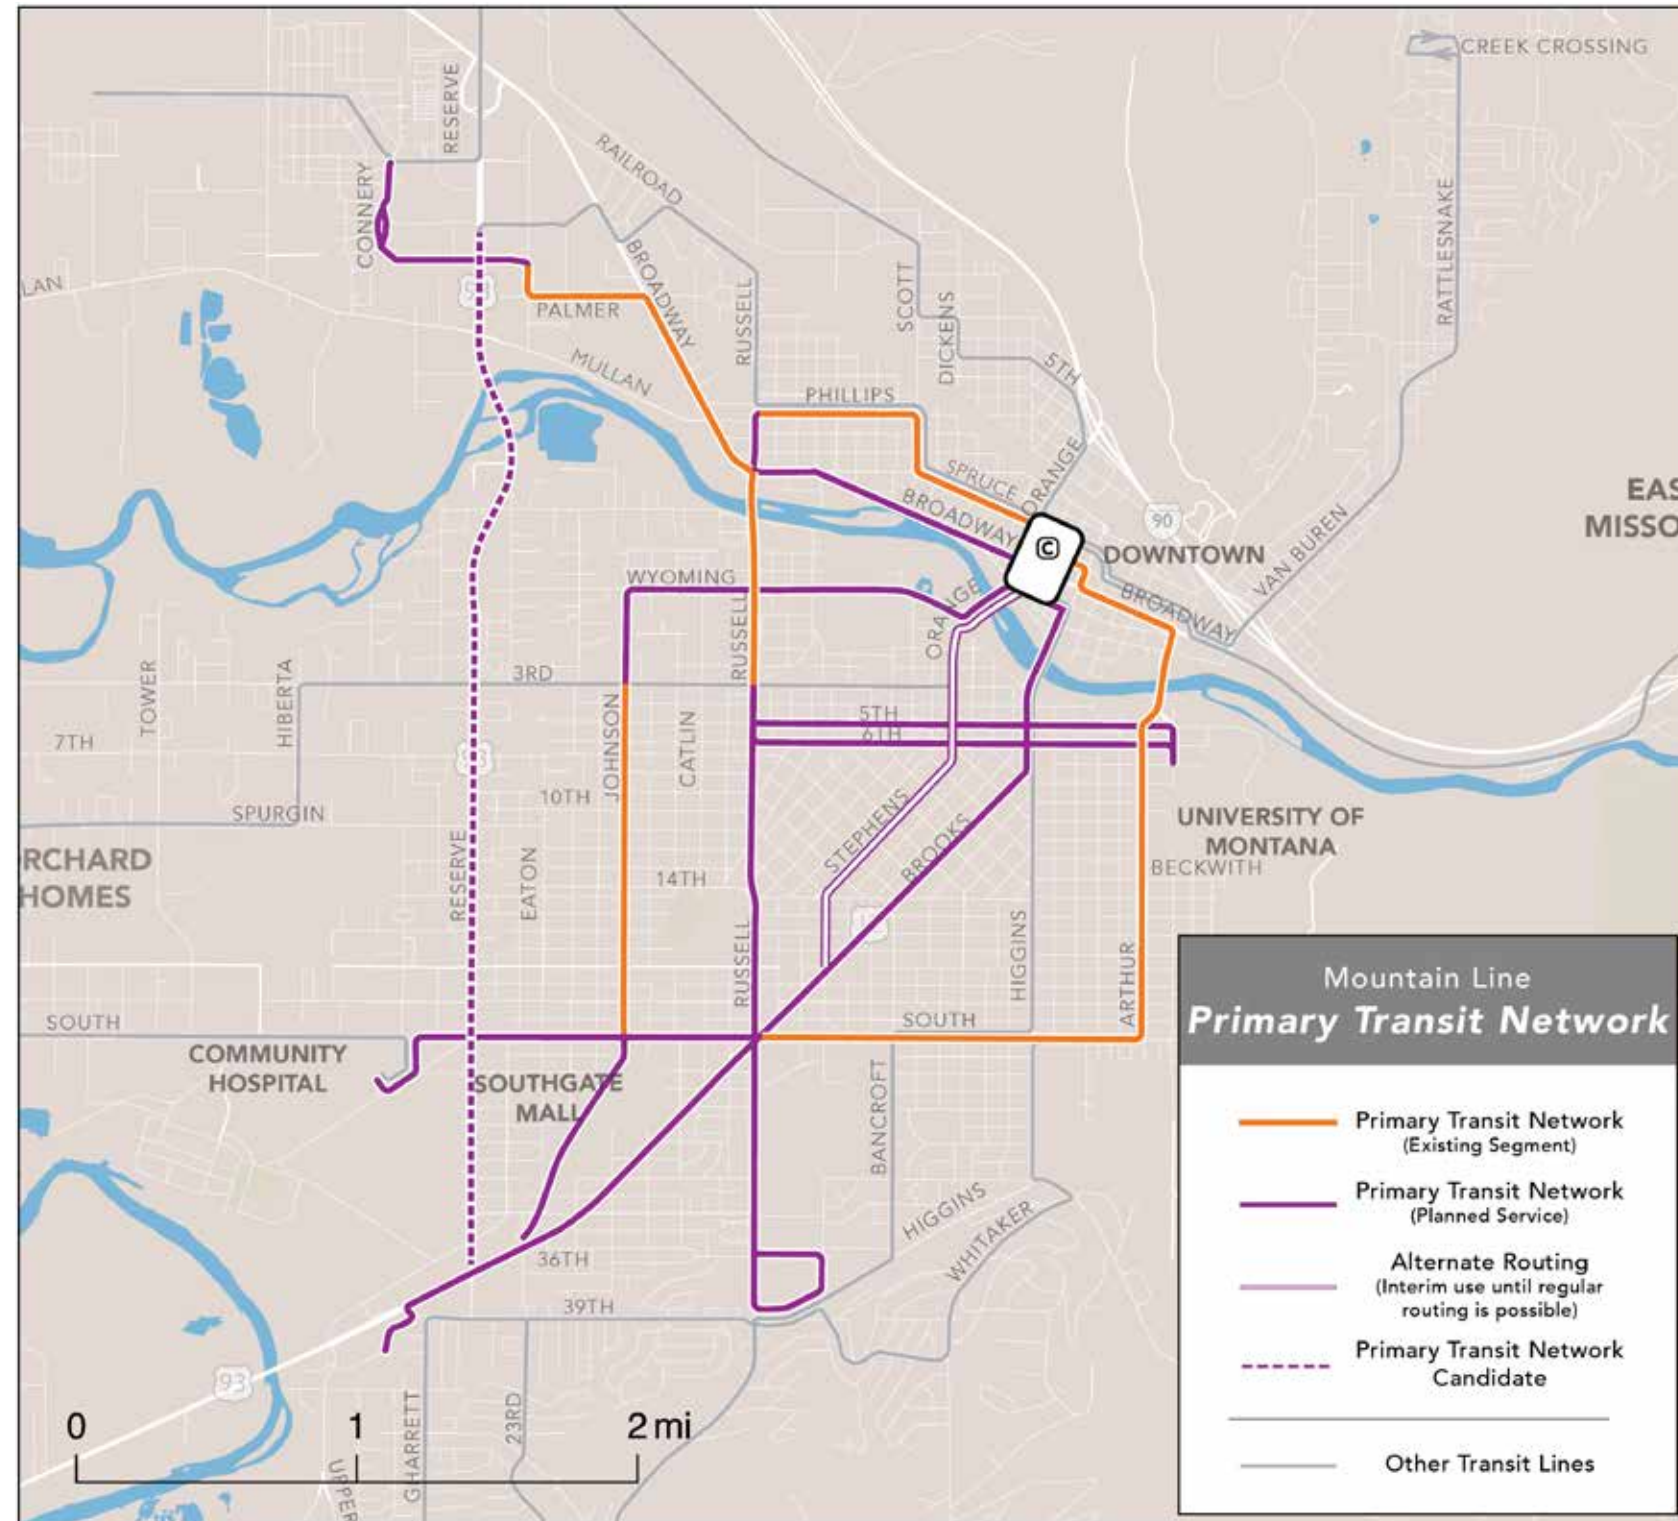 CREEK CROSSING
RESERVE
RAILROAD
CONNERY
RATTLESNAKE
BROADWAY
SCOTT
LAN
RUSSELL
DICKENS
PALMER
MULLAN
5TH
PHILLIPS
ORANGE
SPRUCE
BROADWAY
EAS
MISSO
90
C
DOWNTOWN
VAN BUREN
WYOMING
ORANGE
BROADWAY
RUSSELL
3RD
TOWER
HIBERTA
JOHNSON
CATLIN
5TH
6TH
7TH
10TH
SPURGIN
STEPHENS
BROOKS
UNIVERSITY OF
MONTANA
BECKWITH
RCHARD
HOMES
RESERVE
EATON
14TH
RUSSELL
HIGGINS
ARTHUR
SOUTH
SOUTH
COMMUNITY
HOSPITAL
SOUTHGATE
MALL
BANCROFT
HIGGINS
WHITAKER
36TH
39TH
93
GHARRETT
23RD
UPPER
0 1 2 mi
Mountain Line
Primary Transit Network
Primary Transit Network
(Existing Segment)
Primary Transit Network
(Planned Service)
Alternate Routing
(Interim use until regular
routing is possible)
Primary Transit Network
Candidate
Other Transit Lines